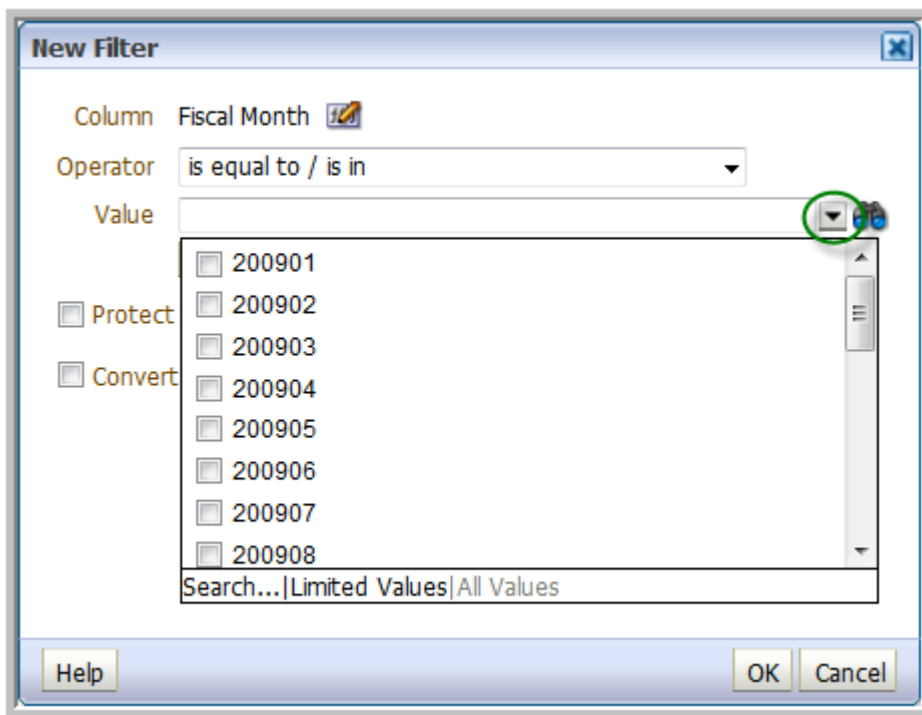 New Filter
Column Fiscal Month
Operator is equal to / is in
Value
200901
200902
Protect
200903
Convert
200904
200905
200906
200907
200908
Search...|Limited Values|All Values
Help OK Cancel